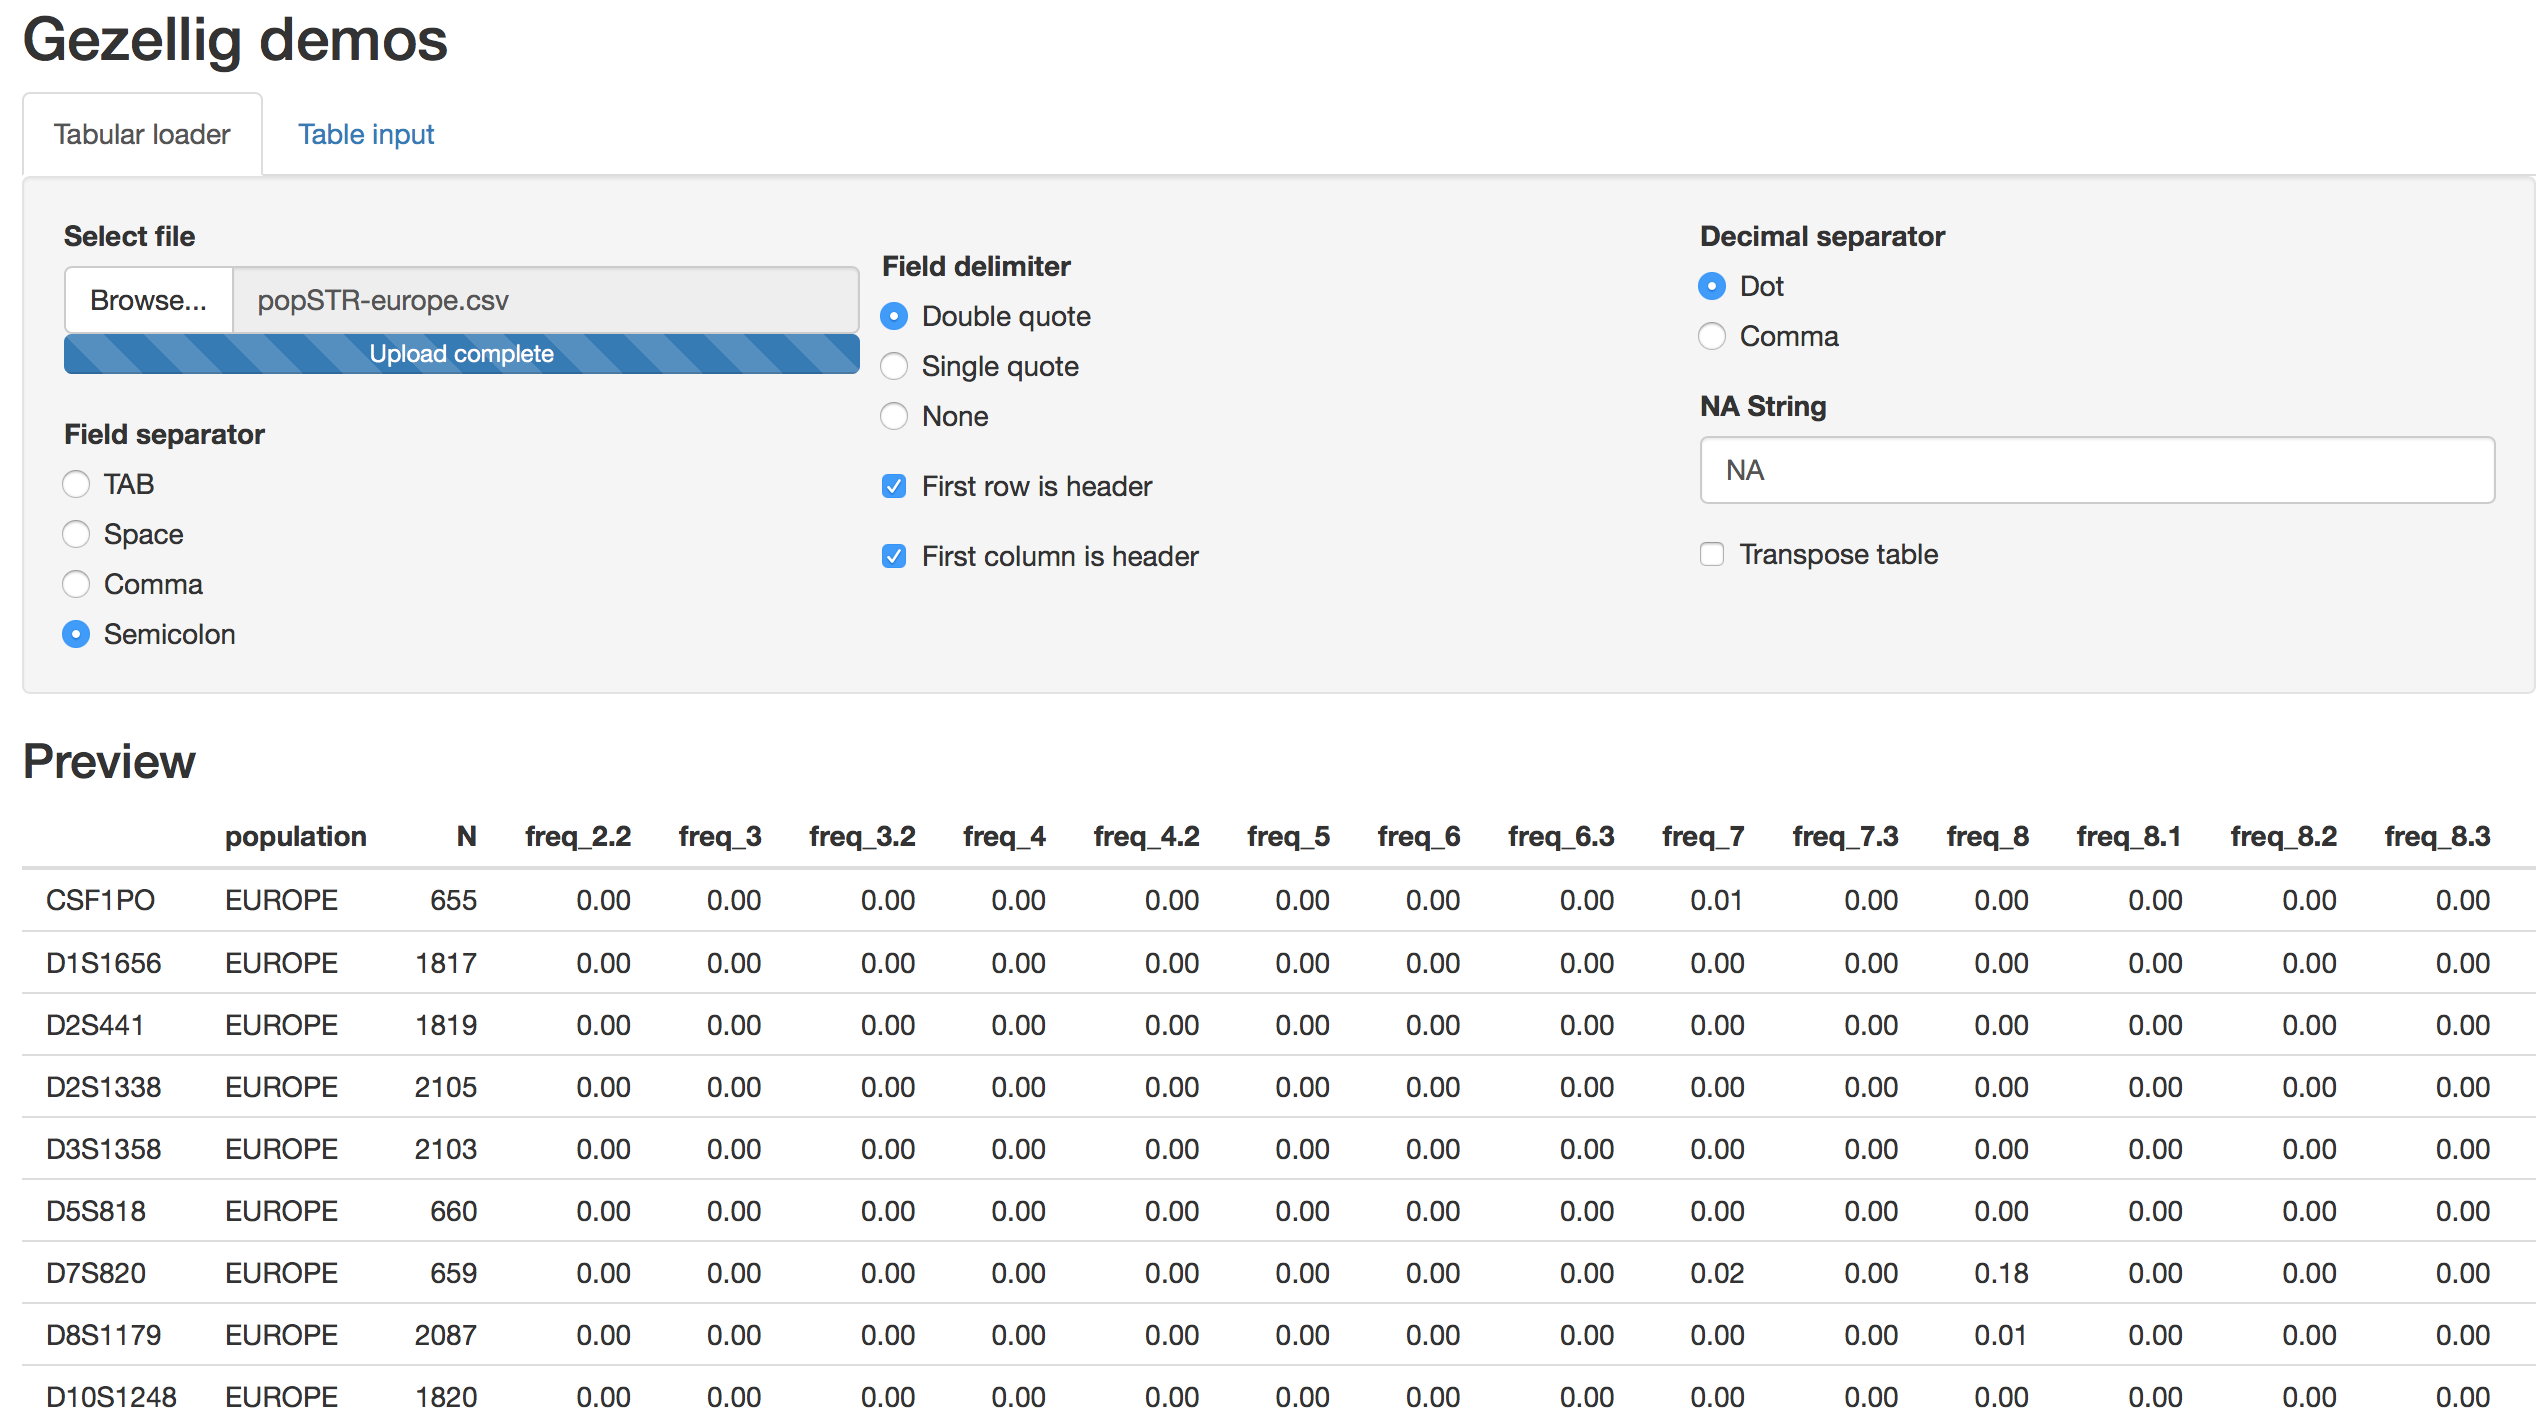 Gezellig demos
Tabular loader
Table input
Select file
Browse...
popSTR-europe.csv
Upload complete
Field separator
TAB
Space
Comma
Semicolon
Field delimiter
Double quote
Single quote
None
First row is header
First column is header
Decimal separator
Dot
Comma
NA String
NA
Transpose table
Preview
population N freq_2.2 freq_3 freq_3.2 freq_4 freq_4.2 freq_5 freq_6 freq_6.3 freq_7 freq_7.3 freq_8 freq_8.1 freq_8.2 freq_8.3
CSF1PO EUROPE 655 0.00 0.00 0.00 0.00 0.00 0.00 0.00 0.00 0.01 0.00 0.00 0.00 0.00 0.00
D1S1656 EUROPE 1817 0.00 0.00 0.00 0.00 0.00 0.00 0.00 0.00 0.00 0.00 0.00 0.00 0.00 0.00
D2S441 EUROPE 1819 0.00 0.00 0.00 0.00 0.00 0.00 0.00 0.00 0.00 0.00 0.00 0.00 0.00 0.00
D2S1338 EUROPE 2105 0.00 0.00 0.00 0.00 0.00 0.00 0.00 0.00 0.00 0.00 0.00 0.00 0.00 0.00
D3S1358 EUROPE 2103 0.00 0.00 0.00 0.00 0.00 0.00 0.00 0.00 0.00 0.00 0.00 0.00 0.00 0.00
D5S818 EUROPE 660 0.00 0.00 0.00 0.00 0.00 0.00 0.00 0.00 0.00 0.00 0.00 0.00 0.00 0.00
D7S820 EUROPE 659 0.00 0.00 0.00 0.00 0.00 0.00 0.00 0.00 0.02 0.00 0.18 0.00 0.00 0.00
D8S1179 EUROPE 2087 0.00 0.00 0.00 0.00 0.00 0.00 0.00 0.00 0.00 0.00 0.01 0.00 0.00 0.00
D10S1248 EUROPE 1820 0.00 0.00 0.00 0.00 0.00 0.00 0.00 0.00 0.00 0.00 0.00 0.00 0.00 0.00